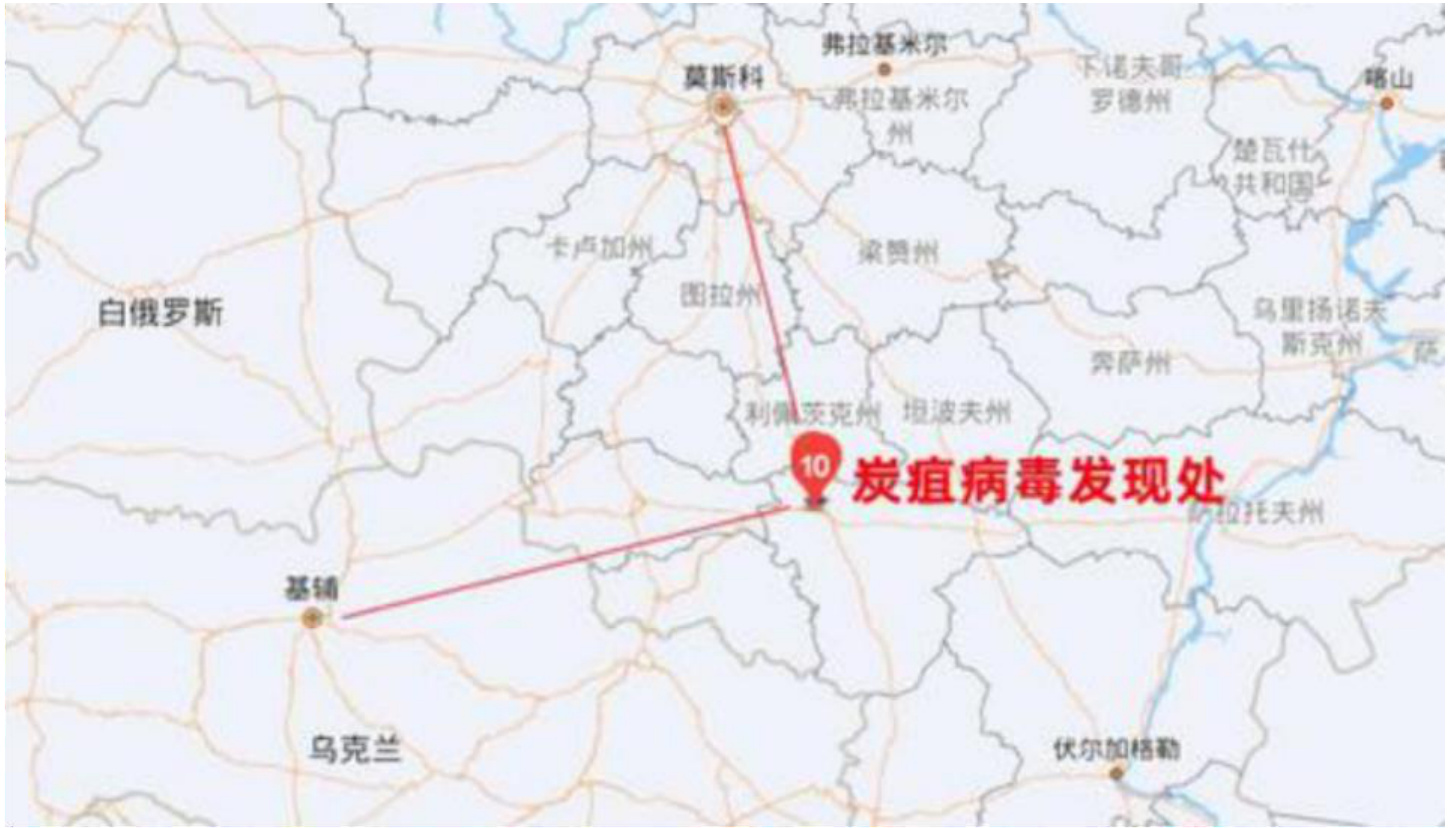 弗拉基米尔
莫斯科
下诺夫哥
罗德州
喀山
弗拉基米尔
州
楚瓦什
共和国
卡卢加州
梁赞州
图拉州
白俄罗斯
乌里扬诺夫
斯克州
萨
奔萨州
利佩茨克州
坦波夫州
10
炭疽病毒发现处
萨拉托夫州
基辅
乌克兰
伏尔加格勒